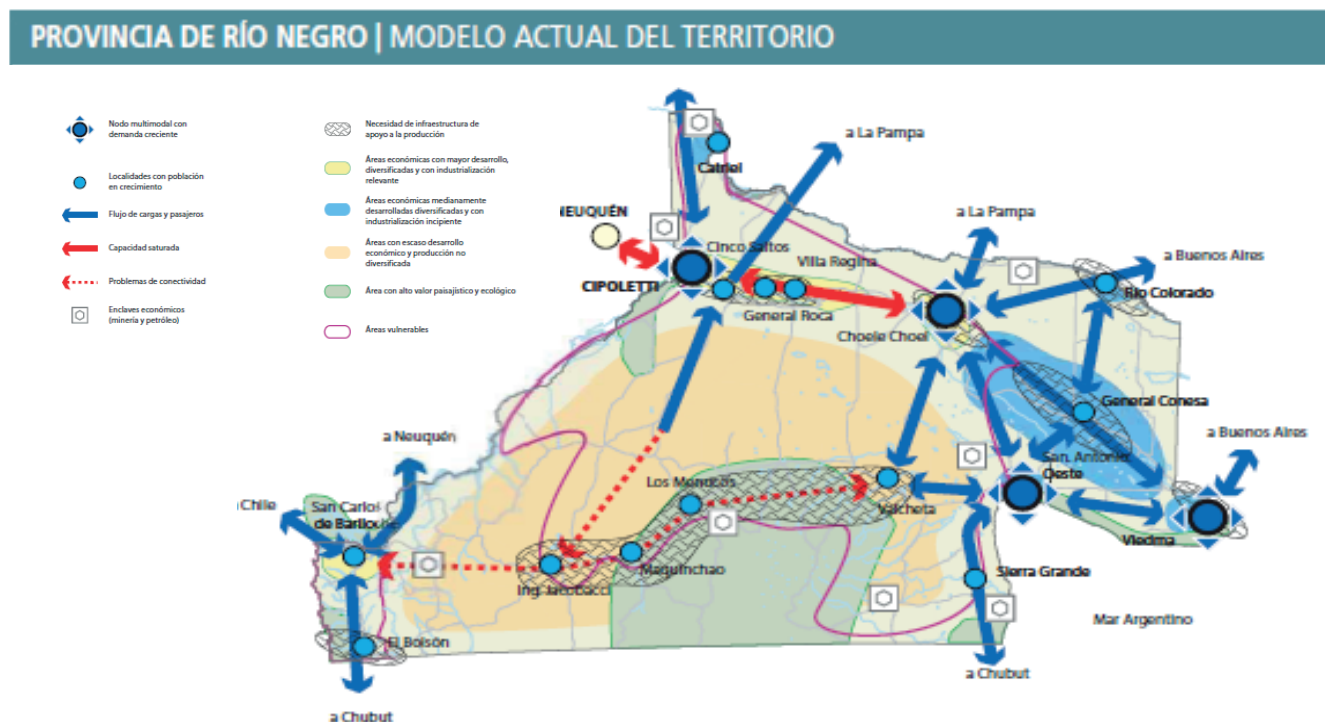 PROVINCIA DE RÍO NEGRO | MODELO ACTUAL DEL TERRITORIO
Nodo multimodal con
demanda creciente
Localidades con población
en crecimiento
Flujo de cargas y pasajeros
Capacidad saturada
Problemas de conectividad
Enclaves económicos
(minería y petróleo)
Necesidad de infraestructura de
apoyo a la producción
Áreas económicas con mayor desarrollo,
diversificadas y con industrialización
relevante
Áreas económicas medianamente
desarrolladas diversificadas y con
industrialización incipiente
Áreas con escaso desarrollo
económico y producción no
diversificada
Área con alto valor paisajístico y ecológico
Áreas vulnerables
a La Pampa
Catriel
NEUQUÉN
a La Pampa
Cinco Saltos
Villa Regina
a Buenos Aires
CIPOLETTI
Río Colorado
General Roca
Choele Choel
General Conesa
a Neuquén
a Buenos Aires
San. Antonio
Oeste
Los Menucos
Chile
San Carlos
de Bariloche
Valcheta
Viedma
Maquinchao
Ing. Jacobacci
Sierra Grande
Mar Argentino
El Bolsón
a Chubut
a Chubut